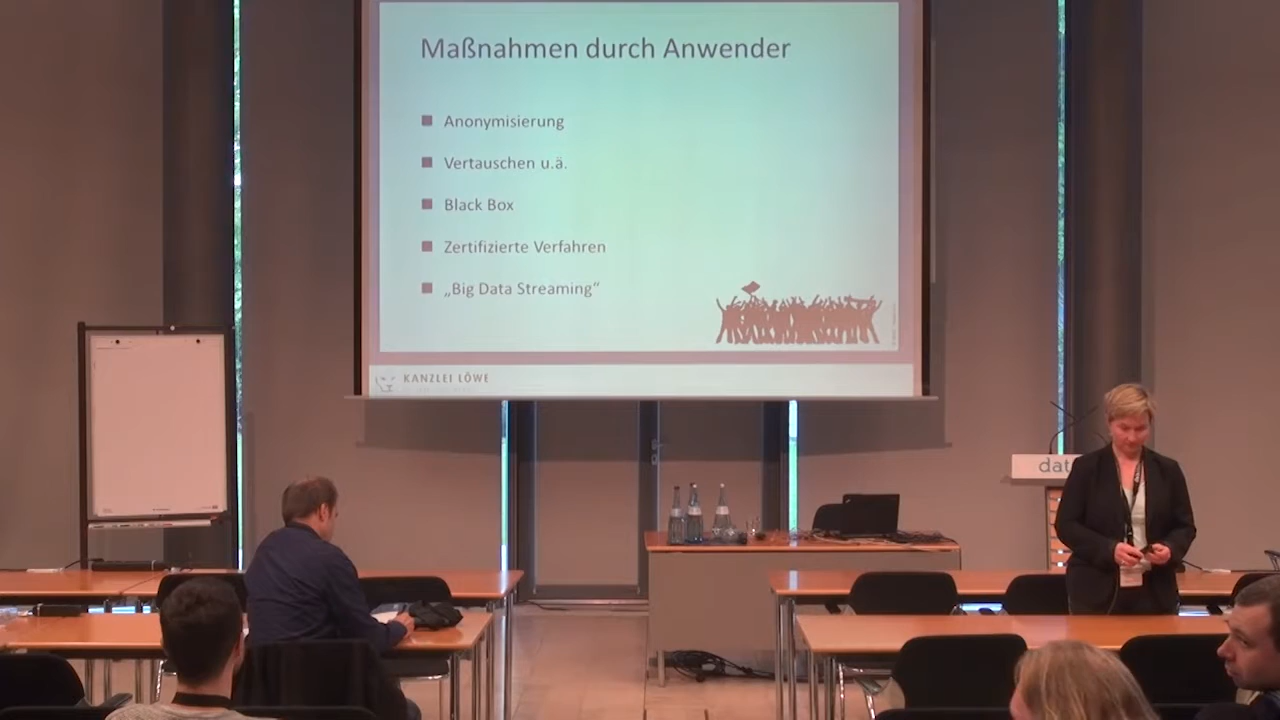 Maßnahmen durch Anwender
Anonymisierung
Vertauschen u.ä.
Black Box
Zertifizierte Verfahren
„Big Data Streaming“
KANZLEI LÖWE
dat